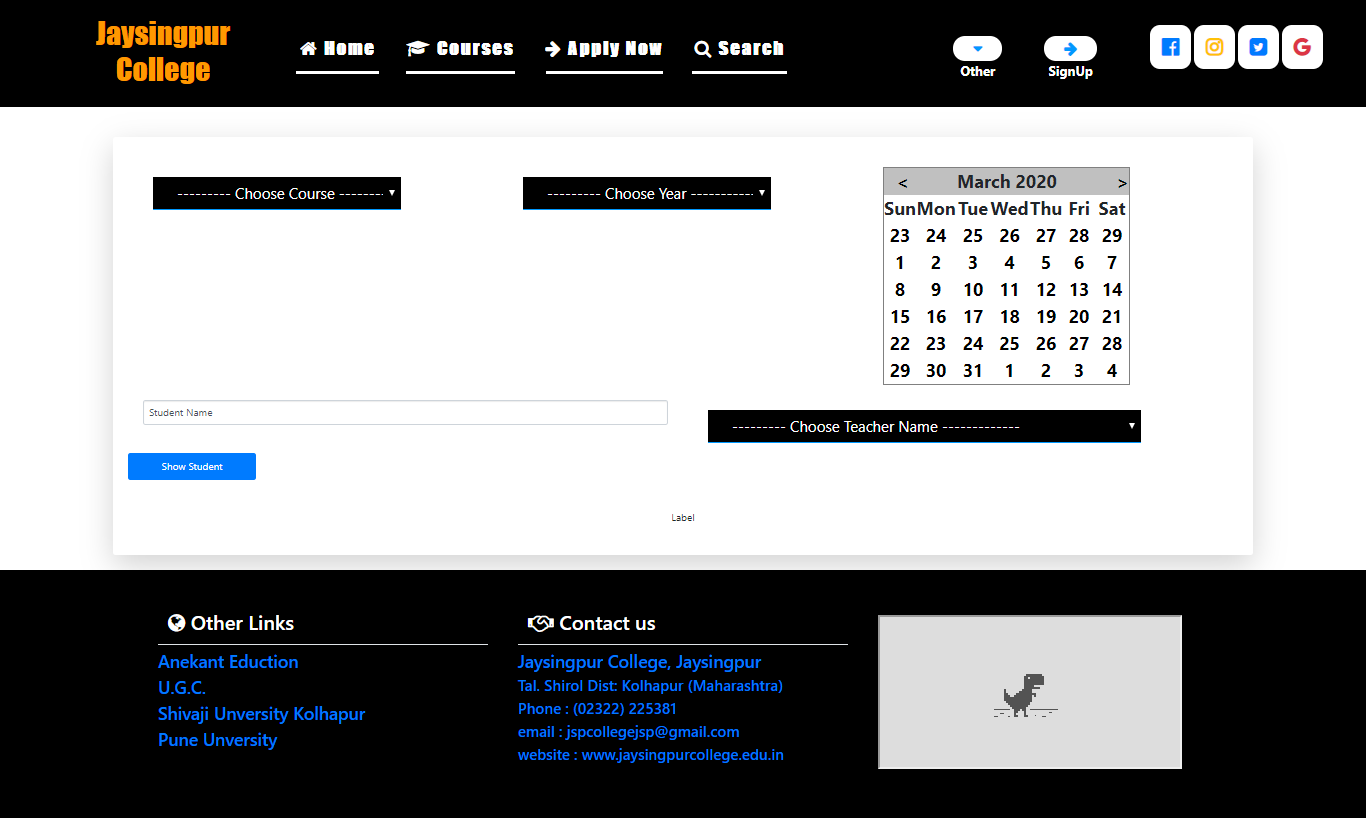 Jaysingpur
College
Home
Courses
Apply Now
Search
Other
SignUp
--------- Choose Course --------
--------- Choose Year -----------
< March 2020 >
Sun Mon Tue Wed Thu Fri Sat
23 24 25 26 27 28 29
1 2 3 4 5 6 7
8 9 10 11 12 13 14
15 16 17 18 19 20 21
22 23 24 25 26 27 28
29 30 31 1 2 3 4
Student Name
--------- Choose Teacher Name -------------
Show Student
Label
Other Links
Anekant Eduction
U.G.C.
Shivaji Unversity Kolhapur
Pune Unversity
Contact us
Jaysingpur College, Jaysingpur
Tal. Shirol Dist: Kolhapur (Maharashtra)
Phone : (02322) 225381
email : jspcollegejsp@gmail.com
website : www.jaysingpurcollege.edu.in